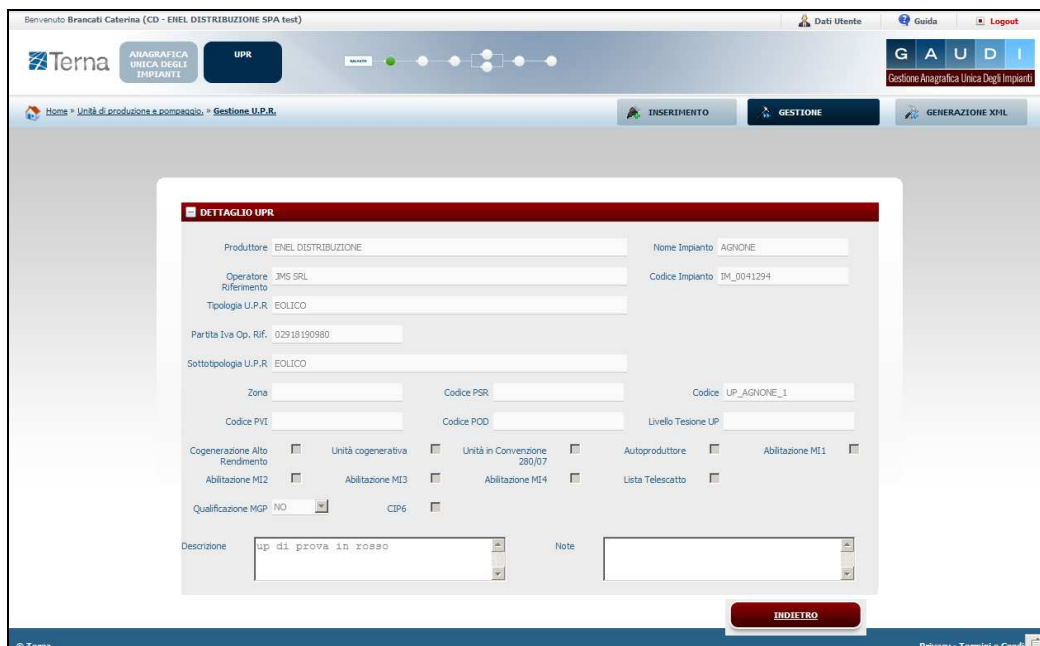 Benvenuto Brancati Caterina (CD - ENEL DISTRIBUZIONE SPA test) Dati Utente Guida Logout
Terna ANAGRAFICA UNICA DEGLI IMPIANTI UPR G A U D I
Gestione Anagrafica Unica Degli Impianti
Home » Unità di produzione e pompaggio. » Gestione U.P.R. INSERIMENTO GESTIONE GENERAZIONE XML
DETTAGLIO UPR
Produttore ENEL DISTRIBUZIONE Nome Impianto AGNONE
Operatore Riferimento JMS SRL Codice Impianto IM_0041294
Tipologia U.P.R EOLICO
Partita Iva Op. Rif. 02918190980
Sottotipologia U.P.R EOLICO
Zona Codice PSR Codice UP_AGNONE_1
Codice PVI Codice POD Livello Tesione UP
Cogenerazione Alto Rendimento Unità cogenerativa Unità in Convenzione 280/07 Autoproduttore Abilitazione MI1
Abilitazione MI2 Abilitazione MI3 Abilitazione MI4 Lista Telescatto
Qualificazione MGP NO CIP6
Descrizione up di prova in rosso Note
INDIETRO
© Terna Privacy - Termini e Condi